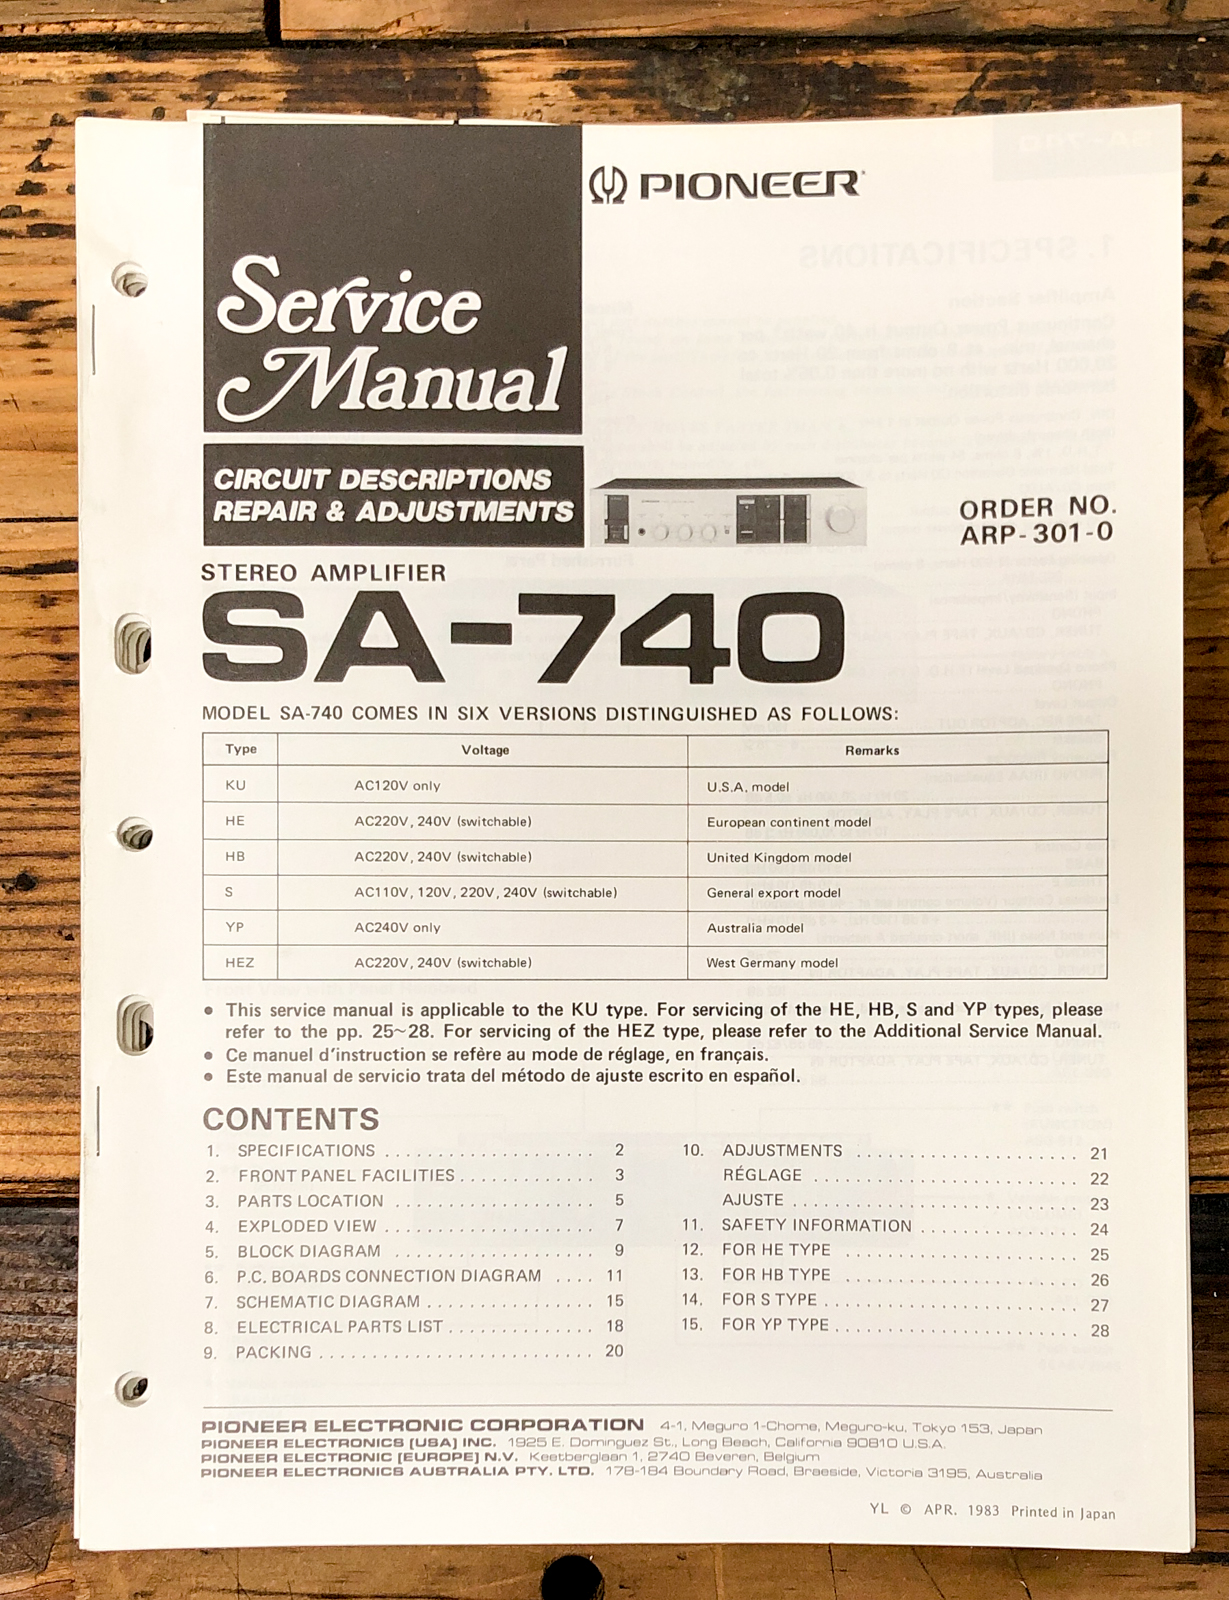 PIONEER
Service
Manual
CIRCUIT DESCRIPTIONS
REPAIR & ADJUSTMENTS
ORDER NO.
ARP-301-0
STEREO AMPLIFIER
SA-740
MODEL SA-740 COMES IN SIX VERSIONS DISTINGUISHED AS FOLLOWS:
Type Voltage Remarks
KU AC120V only U.S.A. model
HE AC220V, 240V (switchable) European continent model
HB AC220V, 240V (switchable) United Kingdom model
S AC110V, 120V, 220V, 240V (switchable) General export model
YP AC240V only Australia model
HEZ AC220V, 240V (switchable) West Germany model
● This service manual is applicable to the KU type. For servicing of the HE, HB, S and YP types, please
refer to the pp. 25~28. For servicing of the HEZ type, please refer to the Additional Service Manual.
● Ce manuel d'instruction se refère au mode de réglage, en français.
● Este manual de servicio trata del método de ajuste escrito en español.
CONTENTS
1. SPECIFICATIONS . . . . . . . . . . . . . . . . . . . . . 2
2. FRONT PANEL FACILITIES . . . . . . . . . . . . . 3
3. PARTS LOCATION . . . . . . . . . . . . . . . . . . . . 5
4. EXPLODED VIEW . . . . . . . . . . . . . . . . . . . . . 7
5. BLOCK DIAGRAM . . . . . . . . . . . . . . . . . . . . 9
6. P.C. BOARDS CONNECTION DIAGRAM . . . . 11
7. SCHEMATIC DIAGRAM . . . . . . . . . . . . . . . . 15
8. ELECTRICAL PARTS LIST . . . . . . . . . . . . . . 18
9. PACKING . . . . . . . . . . . . . . . . . . . . . . . . . . 20
10. ADJUSTMENTS . . . . . . . . . . . . . . . . . . . . . 21
RÉGLAGE . . . . . . . . . . . . . . . . . . . . . . . . . 22
AJUSTE . . . . . . . . . . . . . . . . . . . . . . . . . . . 23
11. SAFETY INFORMATION . . . . . . . . . . . . . . . 24
12. FOR HE TYPE . . . . . . . . . . . . . . . . . . . . . . 25
13. FOR HB TYPE . . . . . . . . . . . . . . . . . . . . . . 26
14. FOR S TYPE . . . . . . . . . . . . . . . . . . . . . . . . 27
15. FOR YP TYPE . . . . . . . . . . . . . . . . . . . . . . . 28
PIONEER ELECTRONIC CORPORATION 4-1, Meguro 1-Chome, Meguro-ku, Tokyo 153, Japan
PIONEER ELECTRONICS [USA] INC. 1925 E. Dominguez St., Long Beach, California 90810 U.S.A.
PIONEER ELECTRONIC [EUROPE] N.V. Keetberglaan 1, 2740 Beveren, Belgium
PIONEER ELECTRONICS AUSTRALIA PTY. LTD. 178-184 Boundary Road, Braeside, Victoria 3195, Australia
YL © APR. 1983 Printed in Japan